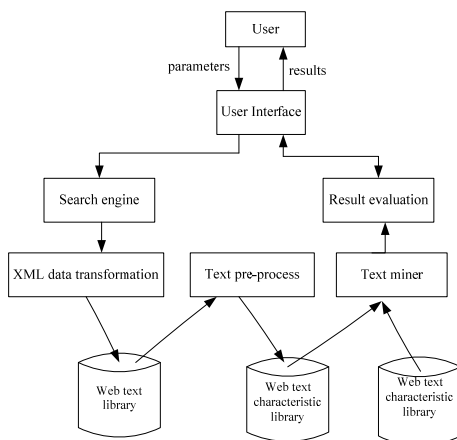 User
parameters
results
User Interface
Search engine
Result evaluation
XML data transformation
Text pre-process
Text miner
Web text
library
Web text
characteristic
library
Web text
characteristic
library